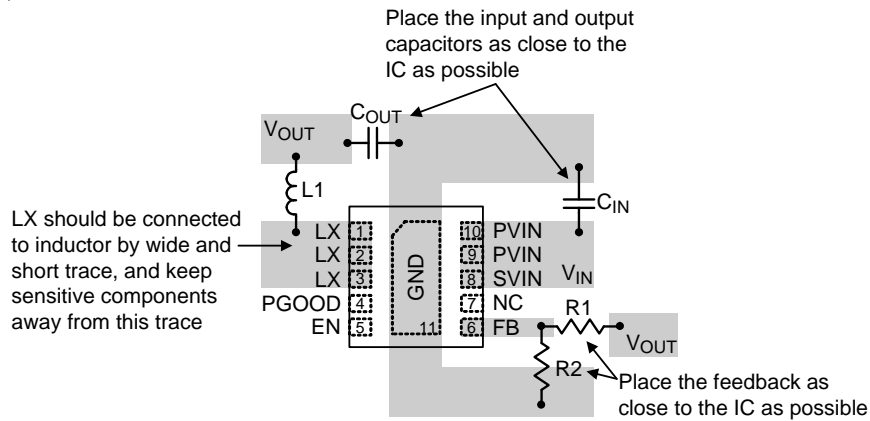 Place the input and output
capacitors as close to the
IC as possible
COUT
VOUT
L1
CIN
LX should be connected
to inductor by wide and
short trace, and keep
sensitive components
away from this trace
LX 1
LX 2
LX 3
PGOOD 4
EN 5
GND
11
10 PVIN
9 PVIN
8 SVIN
7 NC
6 FB
VIN
R1
VOUT
R2
Place the feedback as
close to the IC as possible